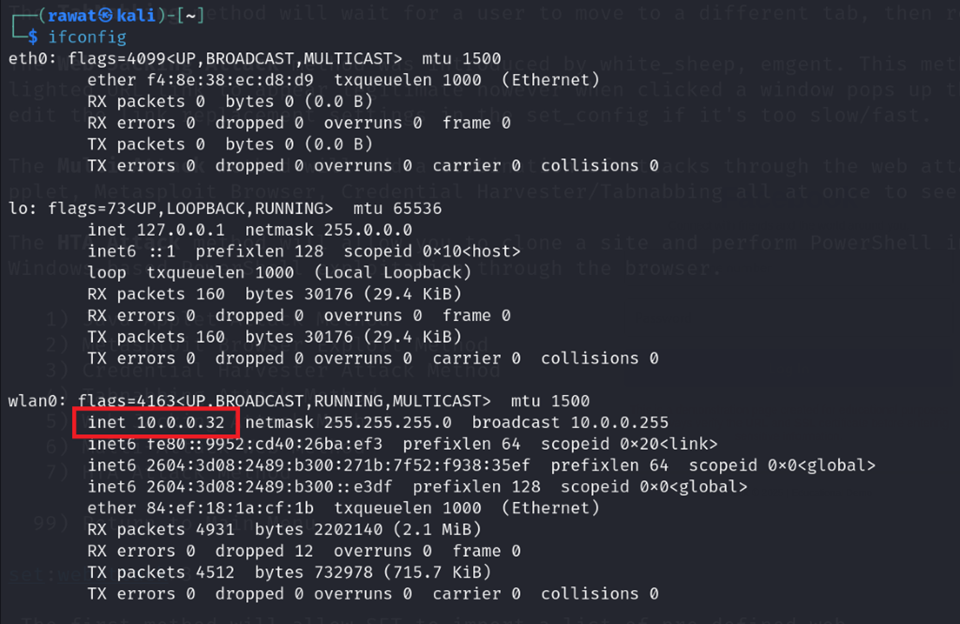 ┌──(rawat㉿kali)-[~]
└─$ ifconfig
eth0: flags=4099<UP,BROADCAST,MULTICAST>  mtu 1500
        ether f4:8e:38:ec:d8:d9  txqueuelen 1000  (Ethernet)
        RX packets 0  bytes 0 (0.0 B)
        RX errors 0  dropped 0  overruns 0  frame 0
        TX packets 0  bytes 0 (0.0 B)
        TX errors 0  dropped 0 overruns 0  carrier 0  collisions 0

lo: flags=73<UP,LOOPBACK,RUNNING>  mtu 65536
        inet 127.0.0.1  netmask 255.0.0.0
        inet6 ::1  prefixlen 128  scopeid 0×10<host>
        loop  txqueuelen 1000  (Local Loopback)
        RX packets 160  bytes 30176 (29.4 KiB)
        RX errors 0  dropped 0  overruns 0  frame 0
        TX packets 160  bytes 30176 (29.4 KiB)
        TX errors 0  dropped 0 overruns 0  carrier 0  collisions 0

wlan0: flags=4163<UP,BROADCAST,RUNNING,MULTICAST>  mtu 1500
        inet 10.0.0.32  netmask 255.255.255.0  broadcast 10.0.0.255
        inet6 fe80::9952:cd40:26ba:ef3  prefixlen 64  scopeid 0×20<link>
        inet6 2604:3d08:2489:b300:271b:7f52:f938:35ef  prefixlen 64  scopeid 0×0<global>
        inet6 2604:3d08:2489:b300::e3df  prefixlen 128  scopeid 0×0<global>
        ether 84:ef:18:1a:cf:1b  txqueuelen 1000  (Ethernet)
        RX packets 4931  bytes 2202140 (2.1 MiB)
        RX errors 0  dropped 12  overruns 0  frame 0
        TX packets 4512  bytes 732978 (715.7 KiB)
        TX errors 0  dropped 0 overruns 0  carrier 0  collisions 0